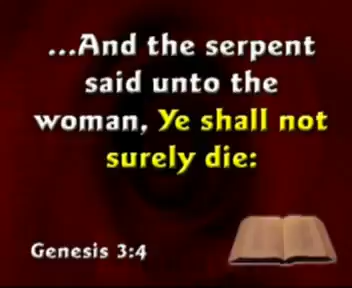 ...And the serpent
said unto the
woman, Ye shall not
surely die:
Genesis 3:4